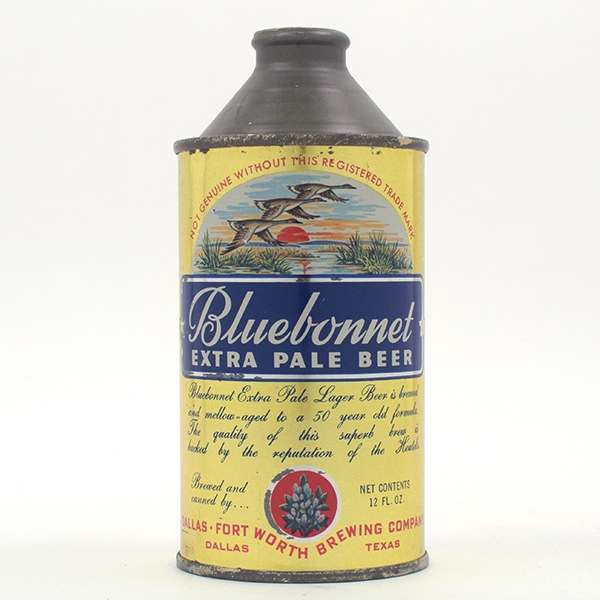 NOT GENUINE WITHOUT THIS REGISTERED TRADE MARK
Bluebonnet
EXTRA PALE BEER
Bluebonnet Extra Pale Lager Beer is brewed
and mellow-aged to a 50 year old formula.
The quality of this superb brew is
backed by the reputation of the
Brewed and
canned by...
NET CONTENTS
12 FL. OZ.
DALLAS - FORT WORTH BREWING COMPANY
DALLAS TEXAS